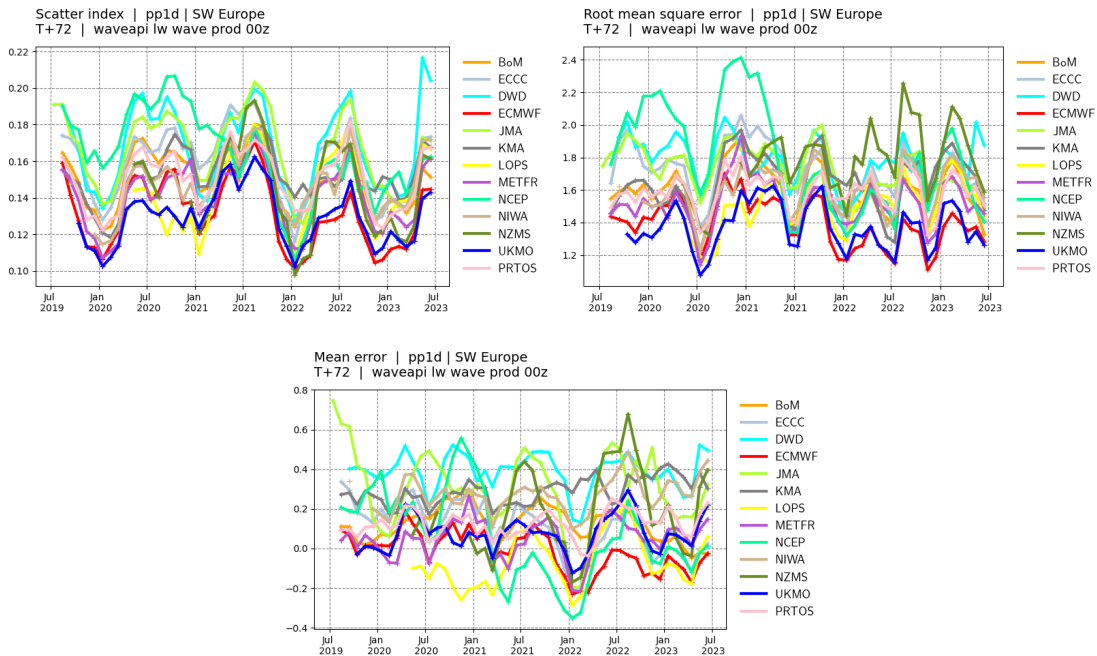 Scatter index | pp1d | SW Europe
T+72 | waveapi lw wave prod 00z
0.22
0.20
0.18
0.16
0.14
0.12
0.10
Jul Jan Jul Jan Jul Jan Jul Jan Jul
2019 2020 2020 2021 2021 2022 2022 2023 2023
BoM
ECCC
DWD
ECMWF
JMA
KMA
LOPS
METFR
NCEP
NIWA
NZMS
UKMO
PRTOS
Root mean square error | pp1d | SW Europe
T+72 | waveapi lw wave prod 00z
2.4
2.2
2.0
1.8
1.6
1.4
1.2
Jul Jan Jul Jan Jul Jan Jul Jan Jul
2019 2020 2020 2021 2021 2022 2022 2023 2023
BoM
ECCC
DWD
ECMWF
JMA
KMA
LOPS
METFR
NCEP
NIWA
NZMS
UKMO
PRTOS
Mean error | pp1d | SW Europe
T+72 | waveapi lw wave prod 00z
0.8
0.6
0.4
0.2
0.0
−0.2
−0.4
Jul Jan Jul Jan Jul Jan Jul Jan Jul
2019 2020 2020 2021 2021 2022 2022 2023 2023
BoM
ECCC
DWD
ECMWF
JMA
KMA
LOPS
METFR
NCEP
NIWA
NZMS
UKMO
PRTOS